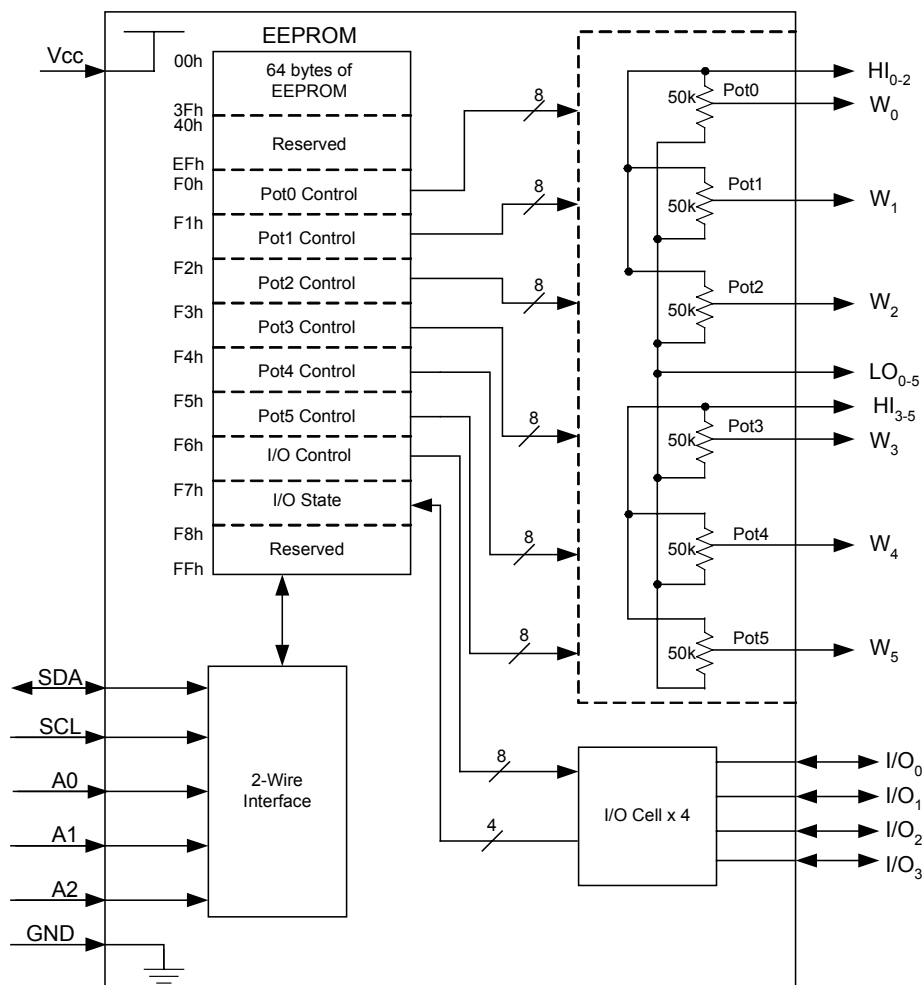 EEPROM
Vcc
00h
64 bytes of
EEPROM
3Fh
40h
Reserved
EFh
F0h
Pot0 Control
F1h
Pot1 Control
F2h
Pot2 Control
F3h
Pot3 Control
F4h
Pot4 Control
F5h
Pot5 Control
F6h
I/O Control
F7h
I/O State
F8h
Reserved
FFh
8
8
8
8
8
8
8
4
50k
Pot0
50k
Pot1
50k
Pot2
50k
Pot3
50k
Pot4
50k
Pot5
HI0-2
W0
W1
W2
LO0-5
HI3-5
W3
W4
W5
SDA
SCL
A0
A1
A2
GND
2-Wire
Interface
I/O Cell x 4
I/O0
I/O1
I/O2
I/O3